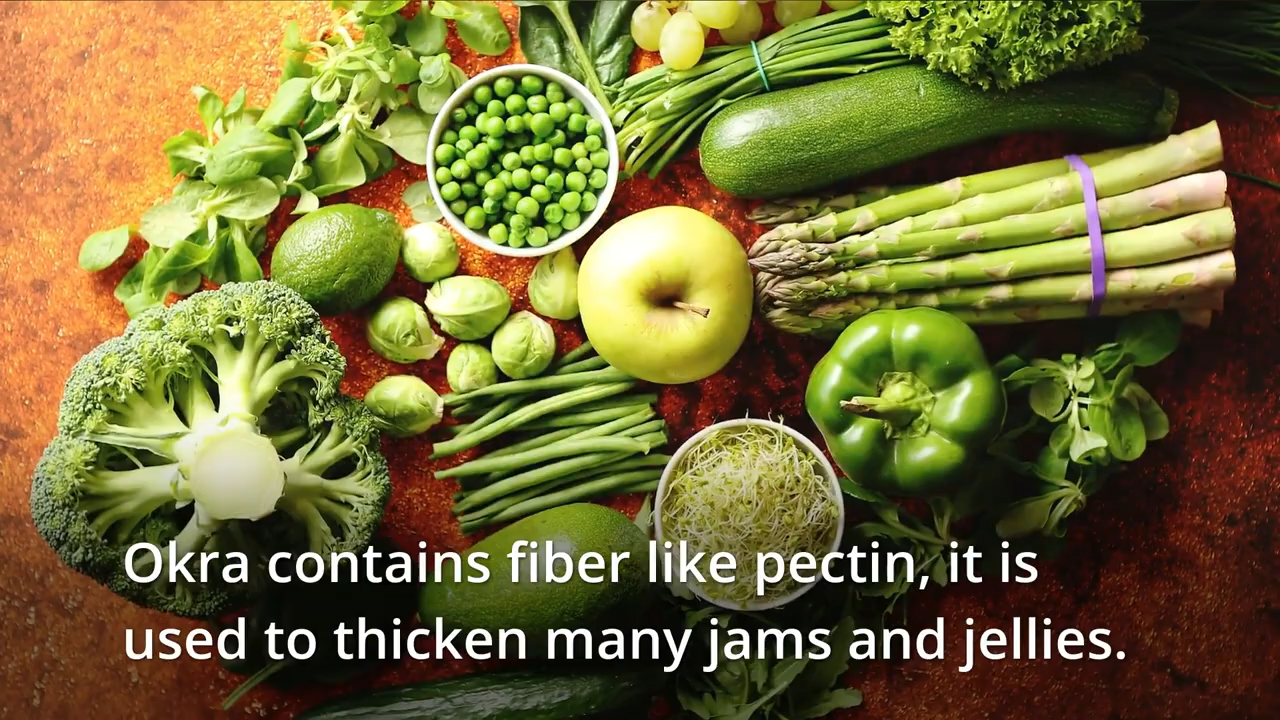 Okra contains fiber like pectin, it is
used to thicken many jams and jellies.